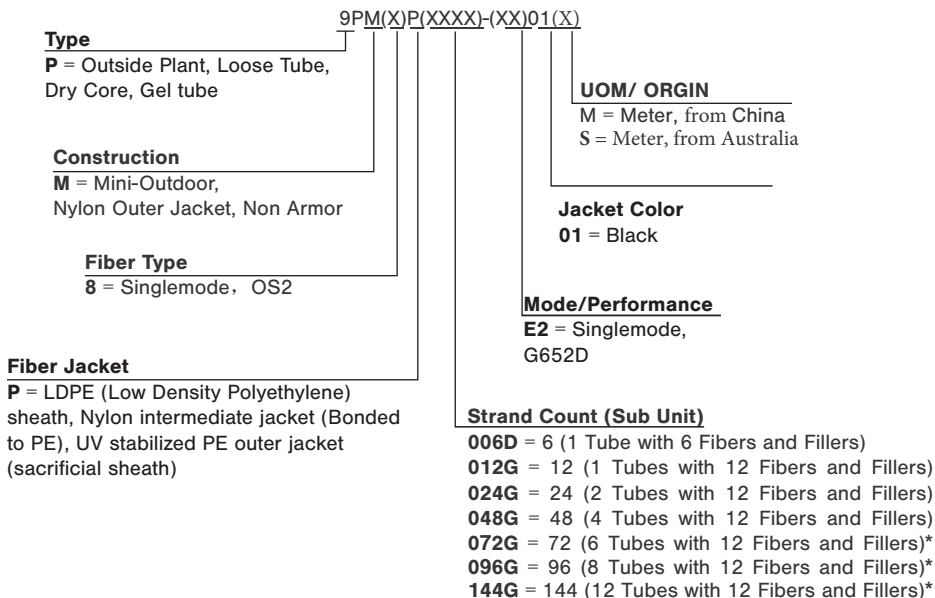 9PM(X)P(XXXX)-(XX)01(X)
Type
P = Outside Plant, Loose Tube,
Dry Core, Gel tube
UOM/ ORGIN
M = Meter, from China
S = Meter, from Australia
Construction
M = Mini-Outdoor,
Nylon Outer Jacket, Non Armor
Jacket Color
01 = Black
Fiber Type
8 = Singlemode，OS2
Mode/Performance
E2 = Singlemode,
G652D
Fiber Jacket
P = LDPE (Low Density Polyethylene)
sheath, Nylon intermediate jacket (Bonded
to PE), UV stabilized PE outer jacket
(sacrificial sheath)
Strand Count (Sub Unit)
006D = 6 (1 Tube with 6 Fibers and Fillers)
012G = 12 (1 Tubes with 12 Fibers and Fillers)
024G = 24 (2 Tubes with 12 Fibers and Fillers)
048G = 48 (4 Tubes with 12 Fibers and Fillers)
072G = 72 (6 Tubes with 12 Fibers and Fillers)*
096G = 96 (8 Tubes with 12 Fibers and Fillers)*
144G = 144 (12 Tubes with 12 Fibers and Fillers)*